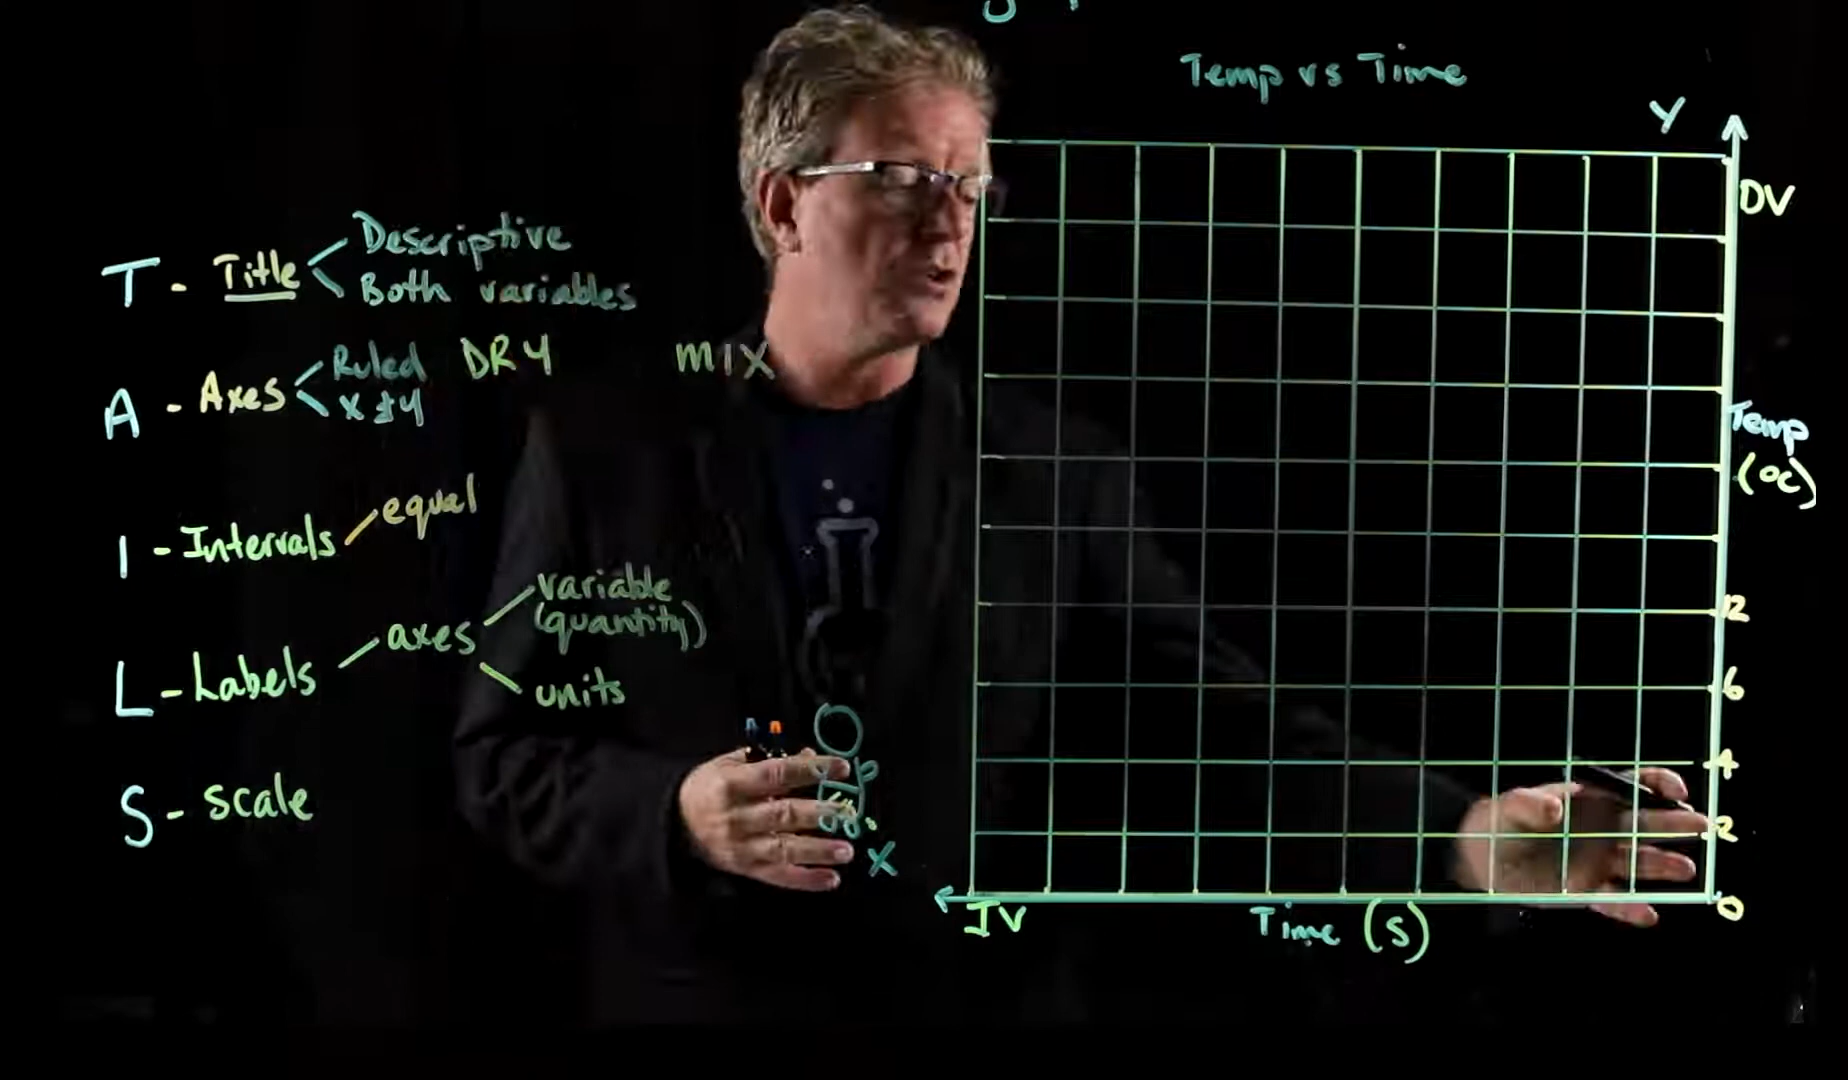 Temp vs Time
Y
DV
T - Title
Descriptive
Both variables
A - Axes
Ruled
X & Y
DRY
MIX
I - Intervals
equal
L - Labels
axes
variable
(quantity)
units
S - Scale
Temp
(°C)
12
6
4
2
0
X
IV
Time (s)